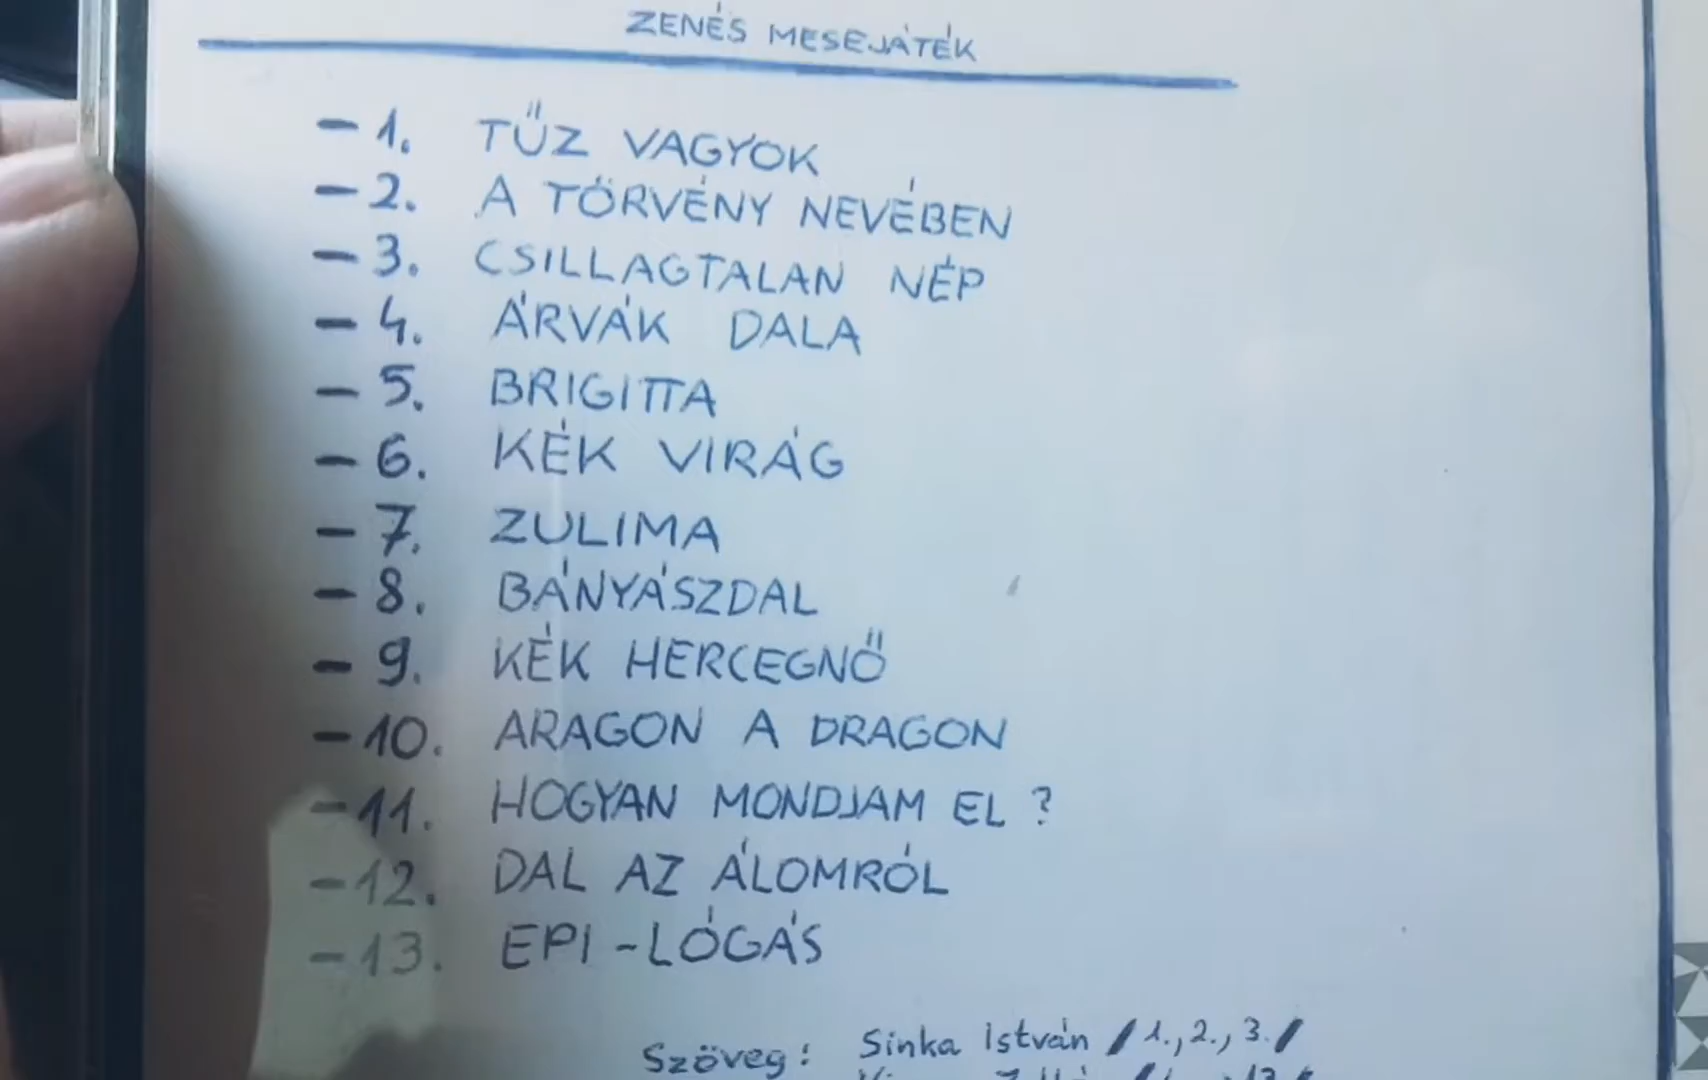 ZENÉS MESEJÁTÉK
- 1. TŰZ VAGYOK
- 2. A TÖRVÉNY NEVÉBEN
- 3. CSILLAGTALAN NÉP
- 4. ÁRVÁK DALA
- 5. BRIGITTA
- 6. KÉK VIRÁG
- 7. ZULIMA
- 8. BÁNYÁSZDAL
- 9. KÉK HERCEGNŐ
- 10. ARAGON A DRAGON
- 11. HOGYAN MONDJAM EL ?
- 12. DAL AZ ÁLOMRÓL
- 13. EPI-LÓGÁS
Szöveg: Sinka István /1., 2., 3./